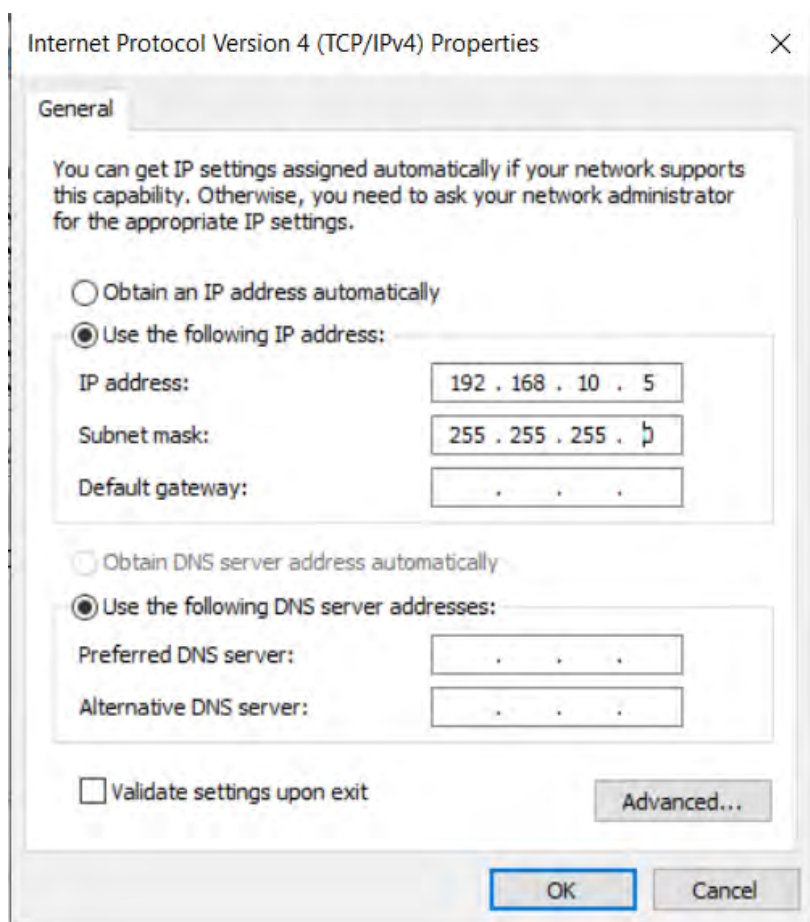 Internet Protocol Version 4 (TCP/IPv4) Properties
General
You can get IP settings assigned automatically if your network supports
this capability. Otherwise, you need to ask your network administrator
for the appropriate IP settings.
Obtain an IP address automatically
Use the following IP address:
IP address: 192 . 168 . 10 . 5
Subnet mask: 255 . 255 . 255 . 0
Default gateway: . . .
Obtain DNS server address automatically
Use the following DNS server addresses:
Preferred DNS server: . . .
Alternative DNS server: . . .
Validate settings upon exit
Advanced...
OK Cancel